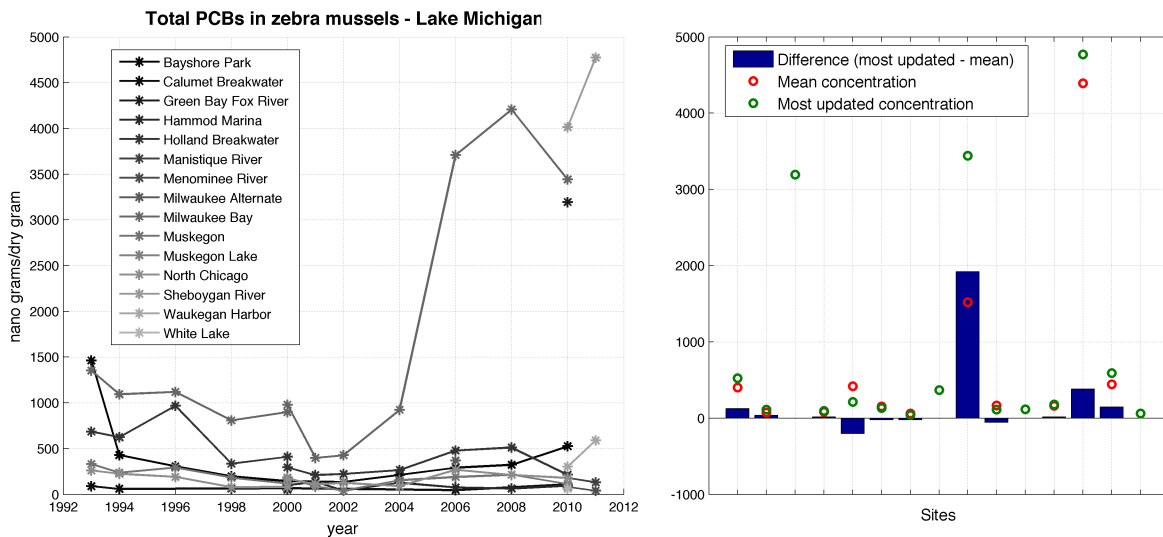 Total PCBs in zebra mussels - Lake Michigan
5000
4500
4000
3500
3000
2500
2000
1500
1000
500
0
nano grams/dry gram
1992
1994
1996
1998
2000
2002
2004
2006
2008
2010
2012
year
Bayshore Park
Calumet Breakwater
Green Bay Fox River
Hammod Marina
Holland Breakwater
Manistique River
Menominee River
Milwaukee Alternate
Milwaukee Bay
Muskegon
Muskegon Lake
North Chicago
Sheboygan River
Waukegan Harbor
White Lake
5000
4000
3000
2000
1000
0
-1000
Difference (most updated - mean)
Mean concentration
Most updated concentration
Sites